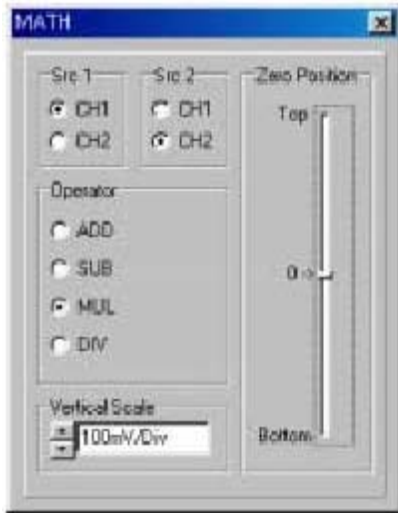 MATH
Src 1
CH1
CH2
Src 2
CH1
CH2
Zero Position
Top
0 ->
Bottom
Operator
ADD
SUB
MUL
DIV
Vertical Scale
100mV/Div